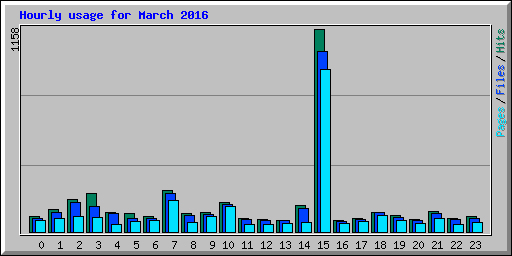 Hourly usage for March 2016
1158
Pages/Files/Hits
0 1 2 3 4 5 6 7 8 9 10 11 12 13 14 15 16 17 18 19 20 21 22 23